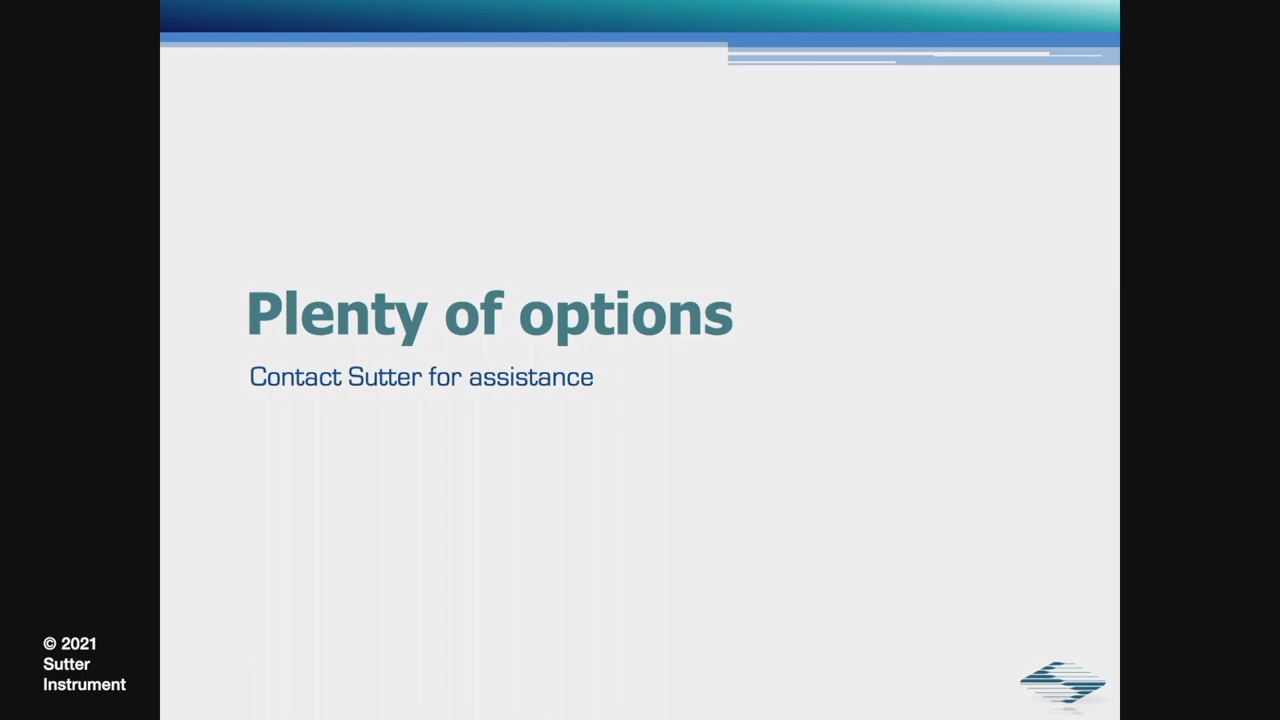 Plenty of options
Contact Sutter for assistance
© 2021
Sutter
Instrument